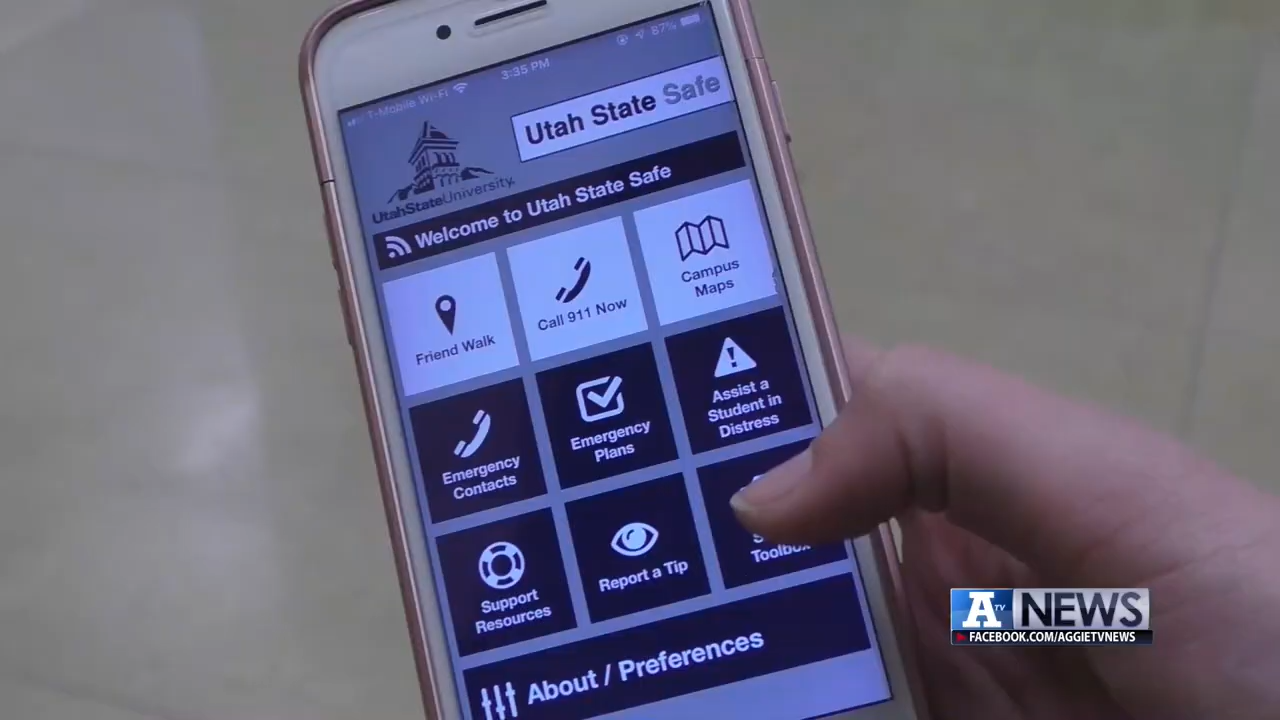 T-Mobile Wi-Fi 3:35 PM 87%
Utah State Safe
UtahStateUniversity
Welcome to Utah State Safe
Friend Walk
Call 911 Now
Campus
Maps
Emergency
Contacts
Emergency
Plans
Assist a
Student in
Distress
Support
Resources
Report a Tip
Toolbox
About / Preferences
A TV NEWS
FACEBOOK.COM/AGGIETVNEWS